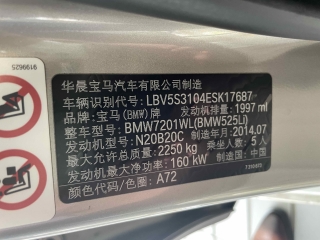 华晨宝马汽车有限公司制造
车辆识别代号: LBV5S3104ESK17687
品牌: 宝马(BMW)牌 发动机排量: 1997 ml
整车型号: BMW7201WL(BMW525Li)
发动机型号: N20B20C 制造年月: 2014.07
最大允许总质量: 2250 kg 乘坐人数: 5 人
发动机最大净功率: 160 kW 制造国: 中国
颜色代码/色圈: A72
9199625